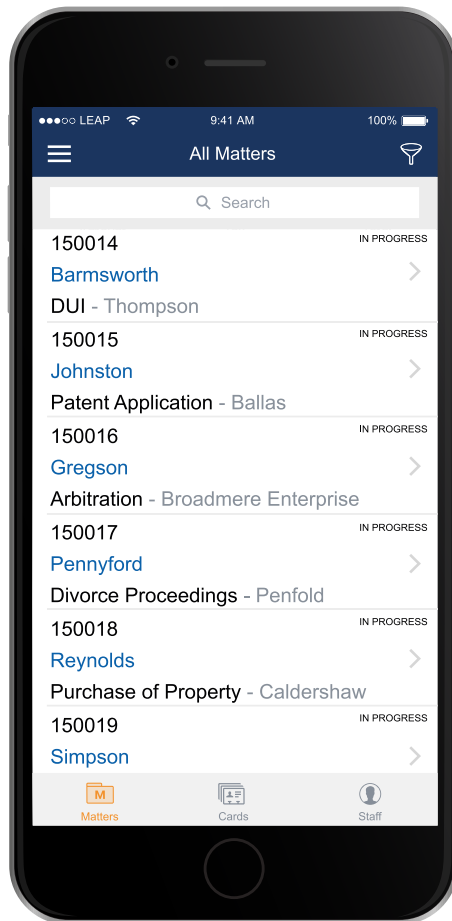 LEAP 9:41 AM 100%
All Matters
Search
150014 IN PROGRESS
Barmsworth
DUI - Thompson
150015 IN PROGRESS
Johnston
Patent Application - Ballas
150016 IN PROGRESS
Gregson
Arbitration - Broadmere Enterprise
150017 IN PROGRESS
Pennyford
Divorce Proceedings - Penfold
150018 IN PROGRESS
Reynolds
Purchase of Property - Caldershaw
150019 IN PROGRESS
Simpson
M
Matters Cards Staff